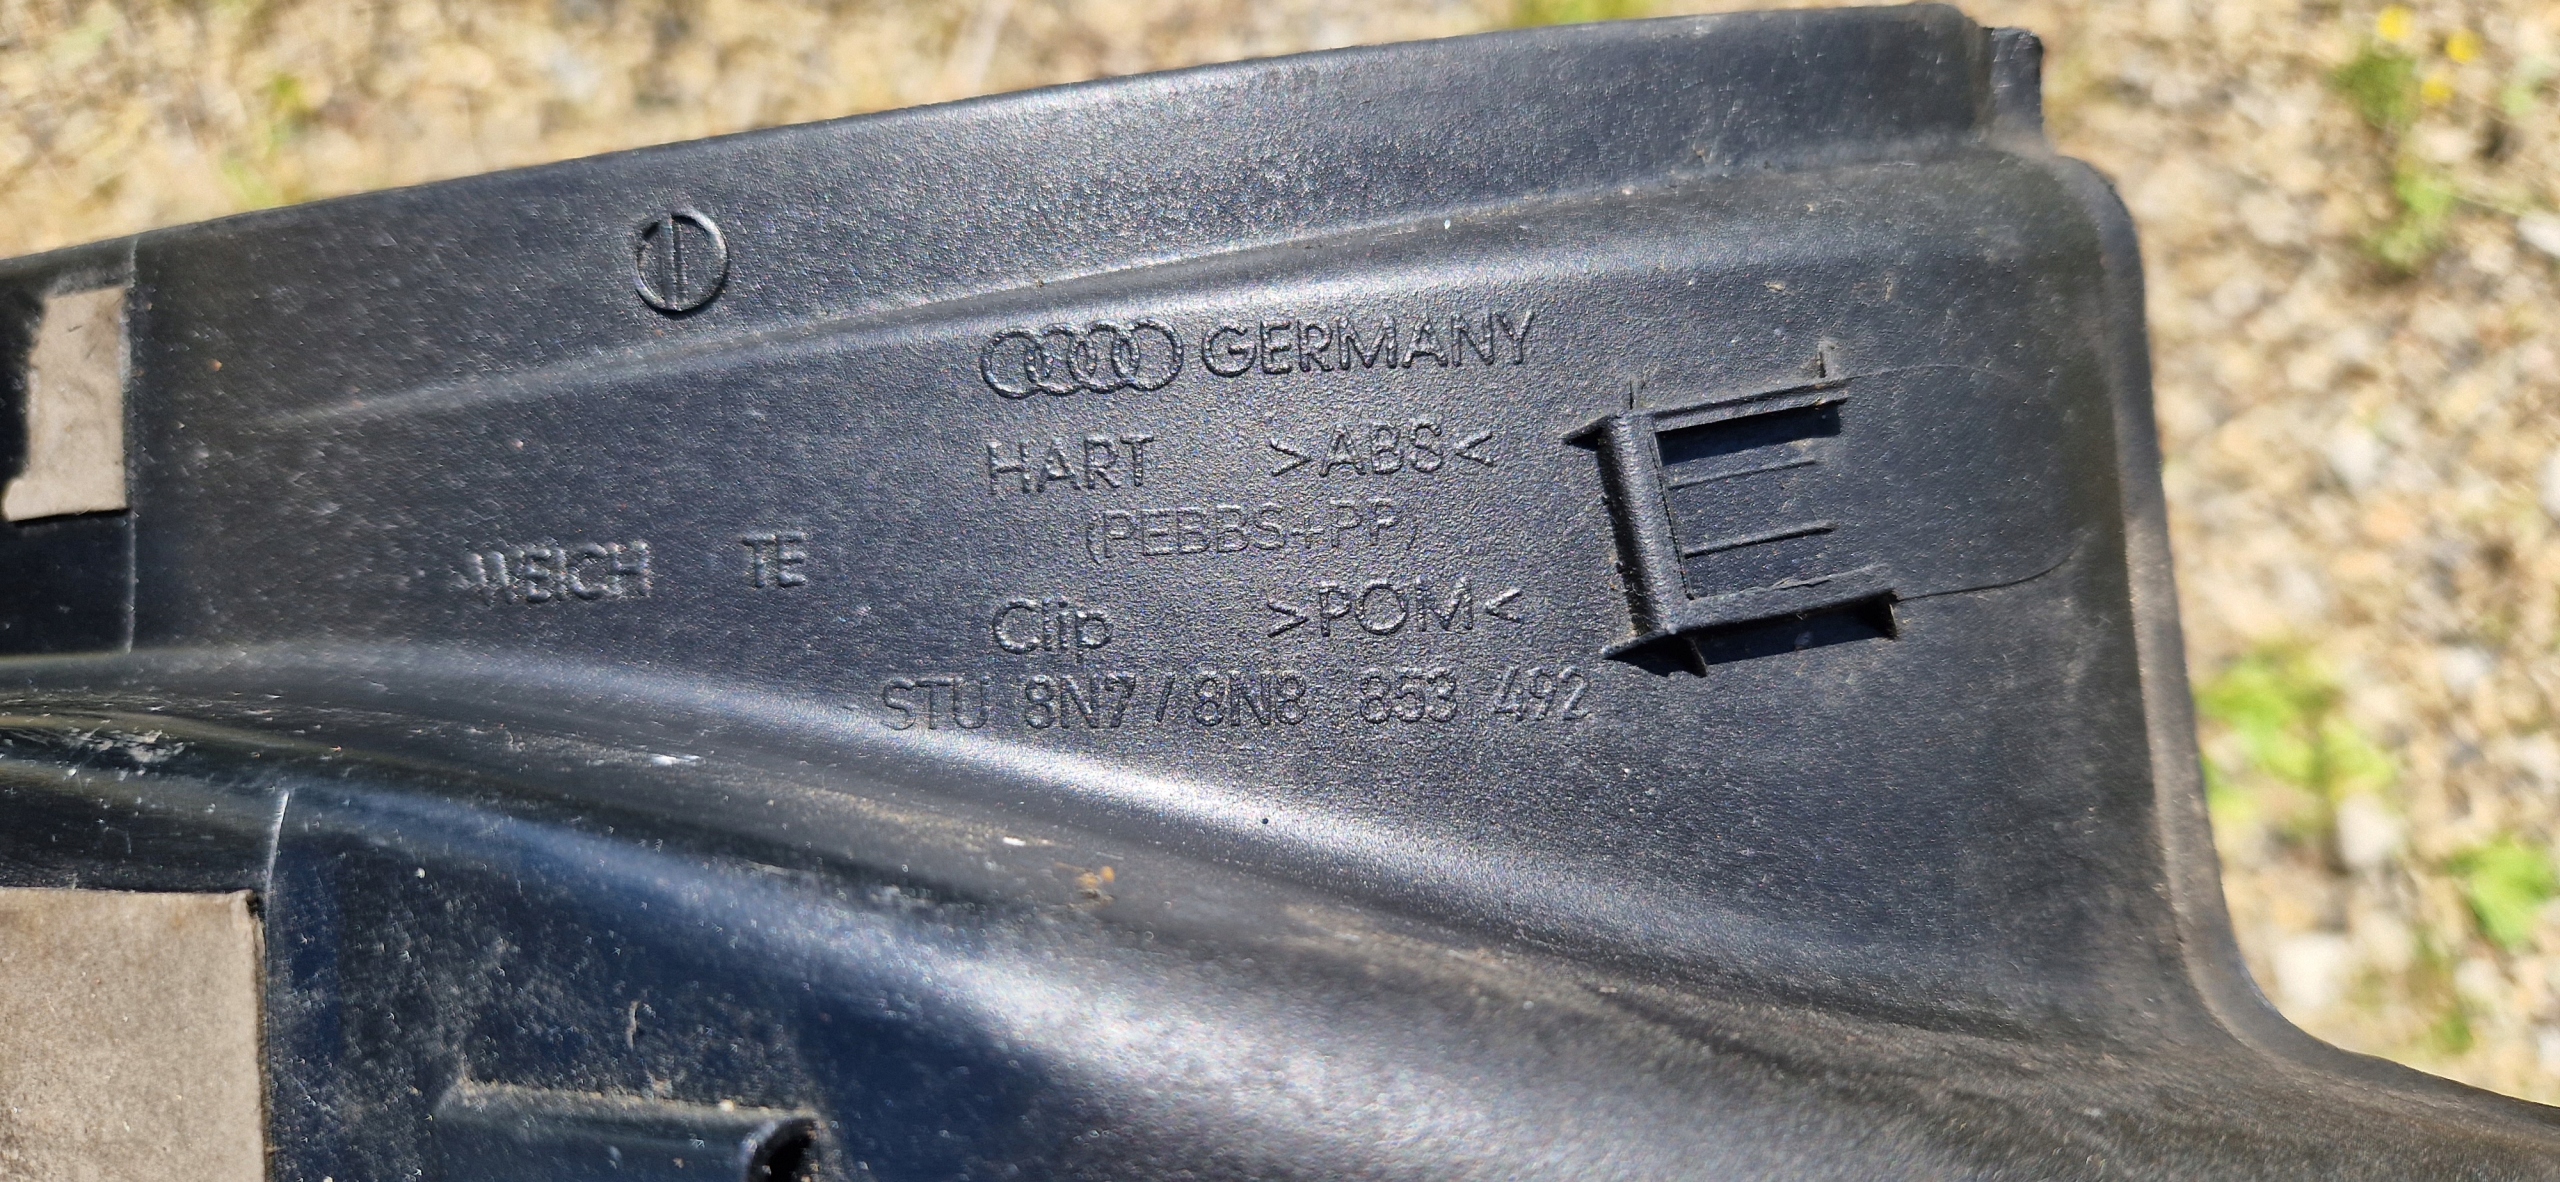 GERMANY
HART >ABS<
(PEBBS+PP)
WEICH TE
Clip >POM<
STU 8N7 / 8N8 853 492